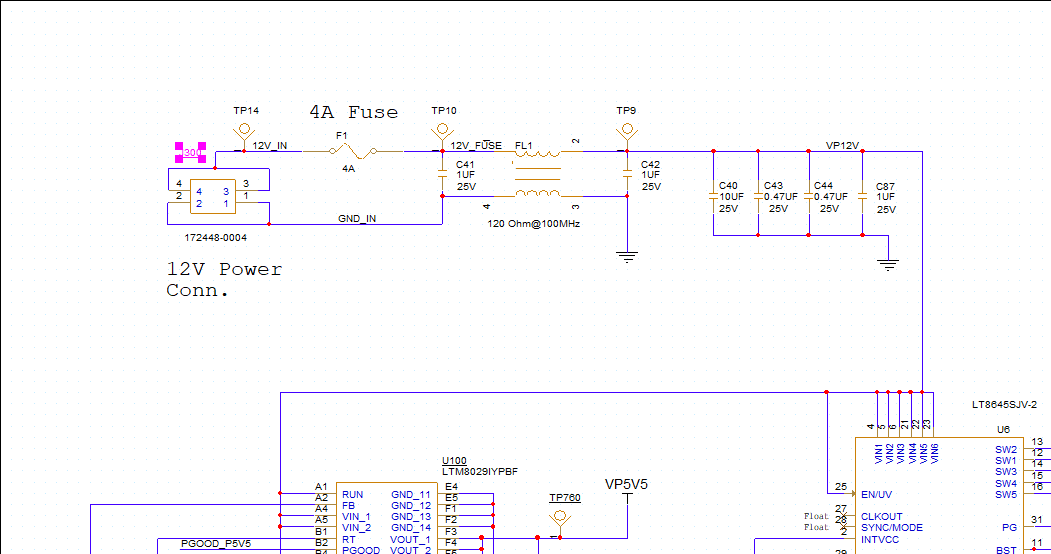 TP14
4A Fuse
TP10
TP9
J300
12V_IN
F1
4A
12V_FUSE
FL1
2
VP12V
C41
1UF
25V
C42
1UF
25V
4
2
4
2
3
1
3
1
4
3
C40
10UF
25V
C43
0.47UF
25V
C44
0.47UF
25V
C87
1UF
25V
GND_IN
120 Ohm@100MHz
172448-0004
12V Power
Conn.
LT8645SJV-2
U6
4
5
6
21
22
23
VIN1
VIN2
VIN3
VIN4
VIN5
VIN6
SW2
13
SW1
12
SW3
14
SW4
15
SW5
16
U100
LTM8029IYPBF
VP5V5
TP760
A1
RUN
GND_11
E4
A2
FB
GND_12
E5
A4
VIN_1
GND_13
F1
A5
VIN_2
GND_14
F2
B1
RT
VOUT_1
F3
PGOOD_P5V5
B2
PGOOD
VOUT_2
F4
25
EN/UV
Float
27
CLKOUT
Float
28
SYNC/MODE
2
INTVCC
PG
31
BST
11
1